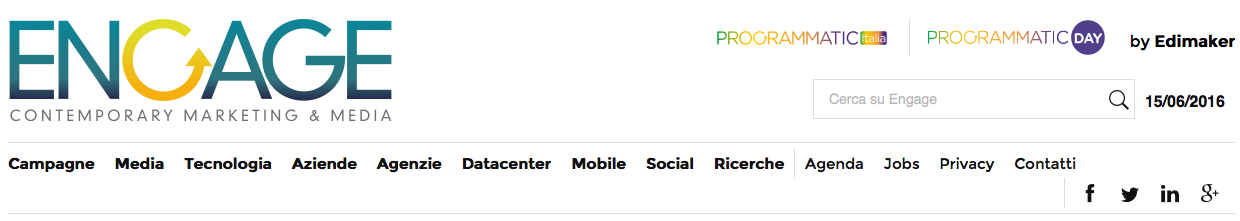 ENGAGE
CONTEMPORARY MARKETING & MEDIA
PROGRAMMATIC italia PROGRAMMATIC DAY by Edimaker
Cerca su Engage 15/06/2016
Campagne Media Tecnologia Aziende Agenzie Datacenter Mobile Social Ricerche Agenda Jobs Privacy Contatti
f in g+